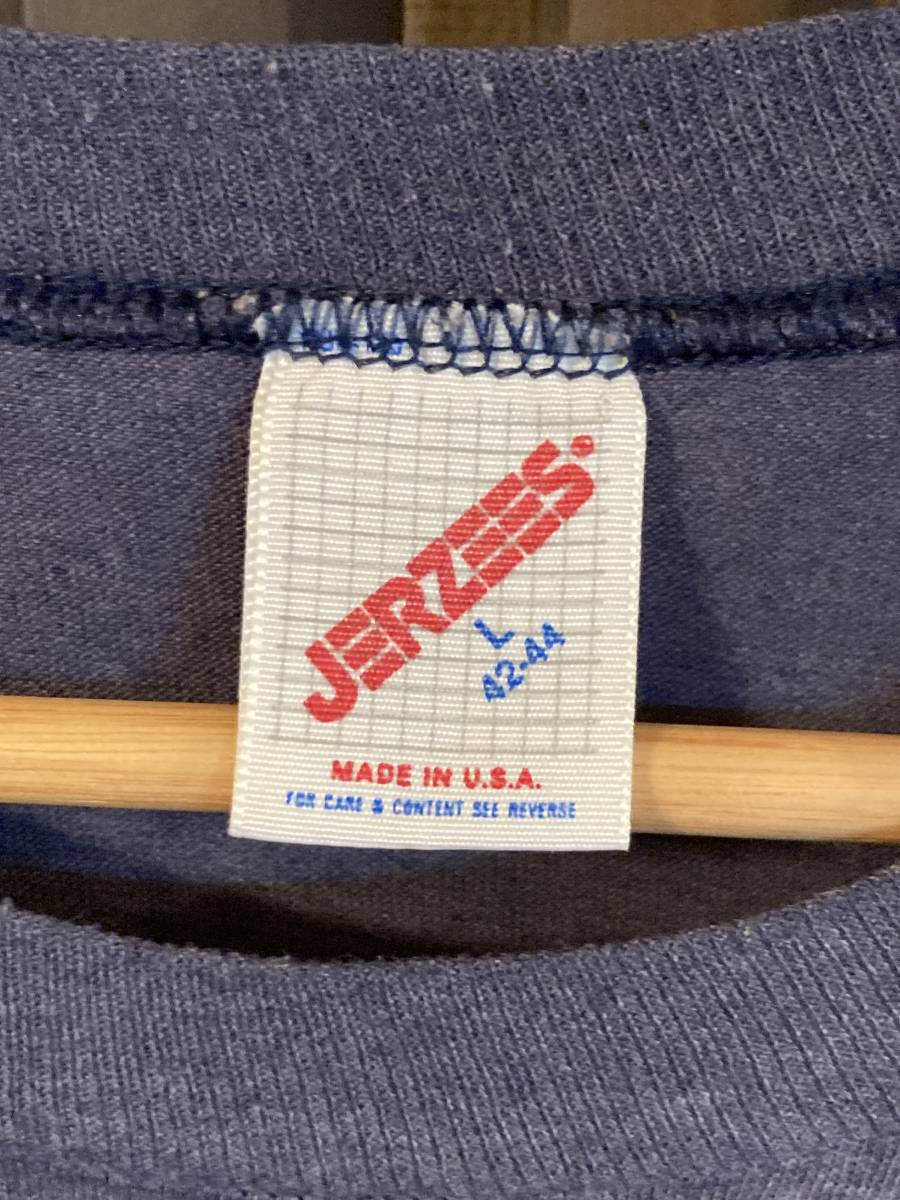 JERZEES
L
42-44
MADE IN U.S.A.
FOR CARE & CONTENT SEE REVERSE